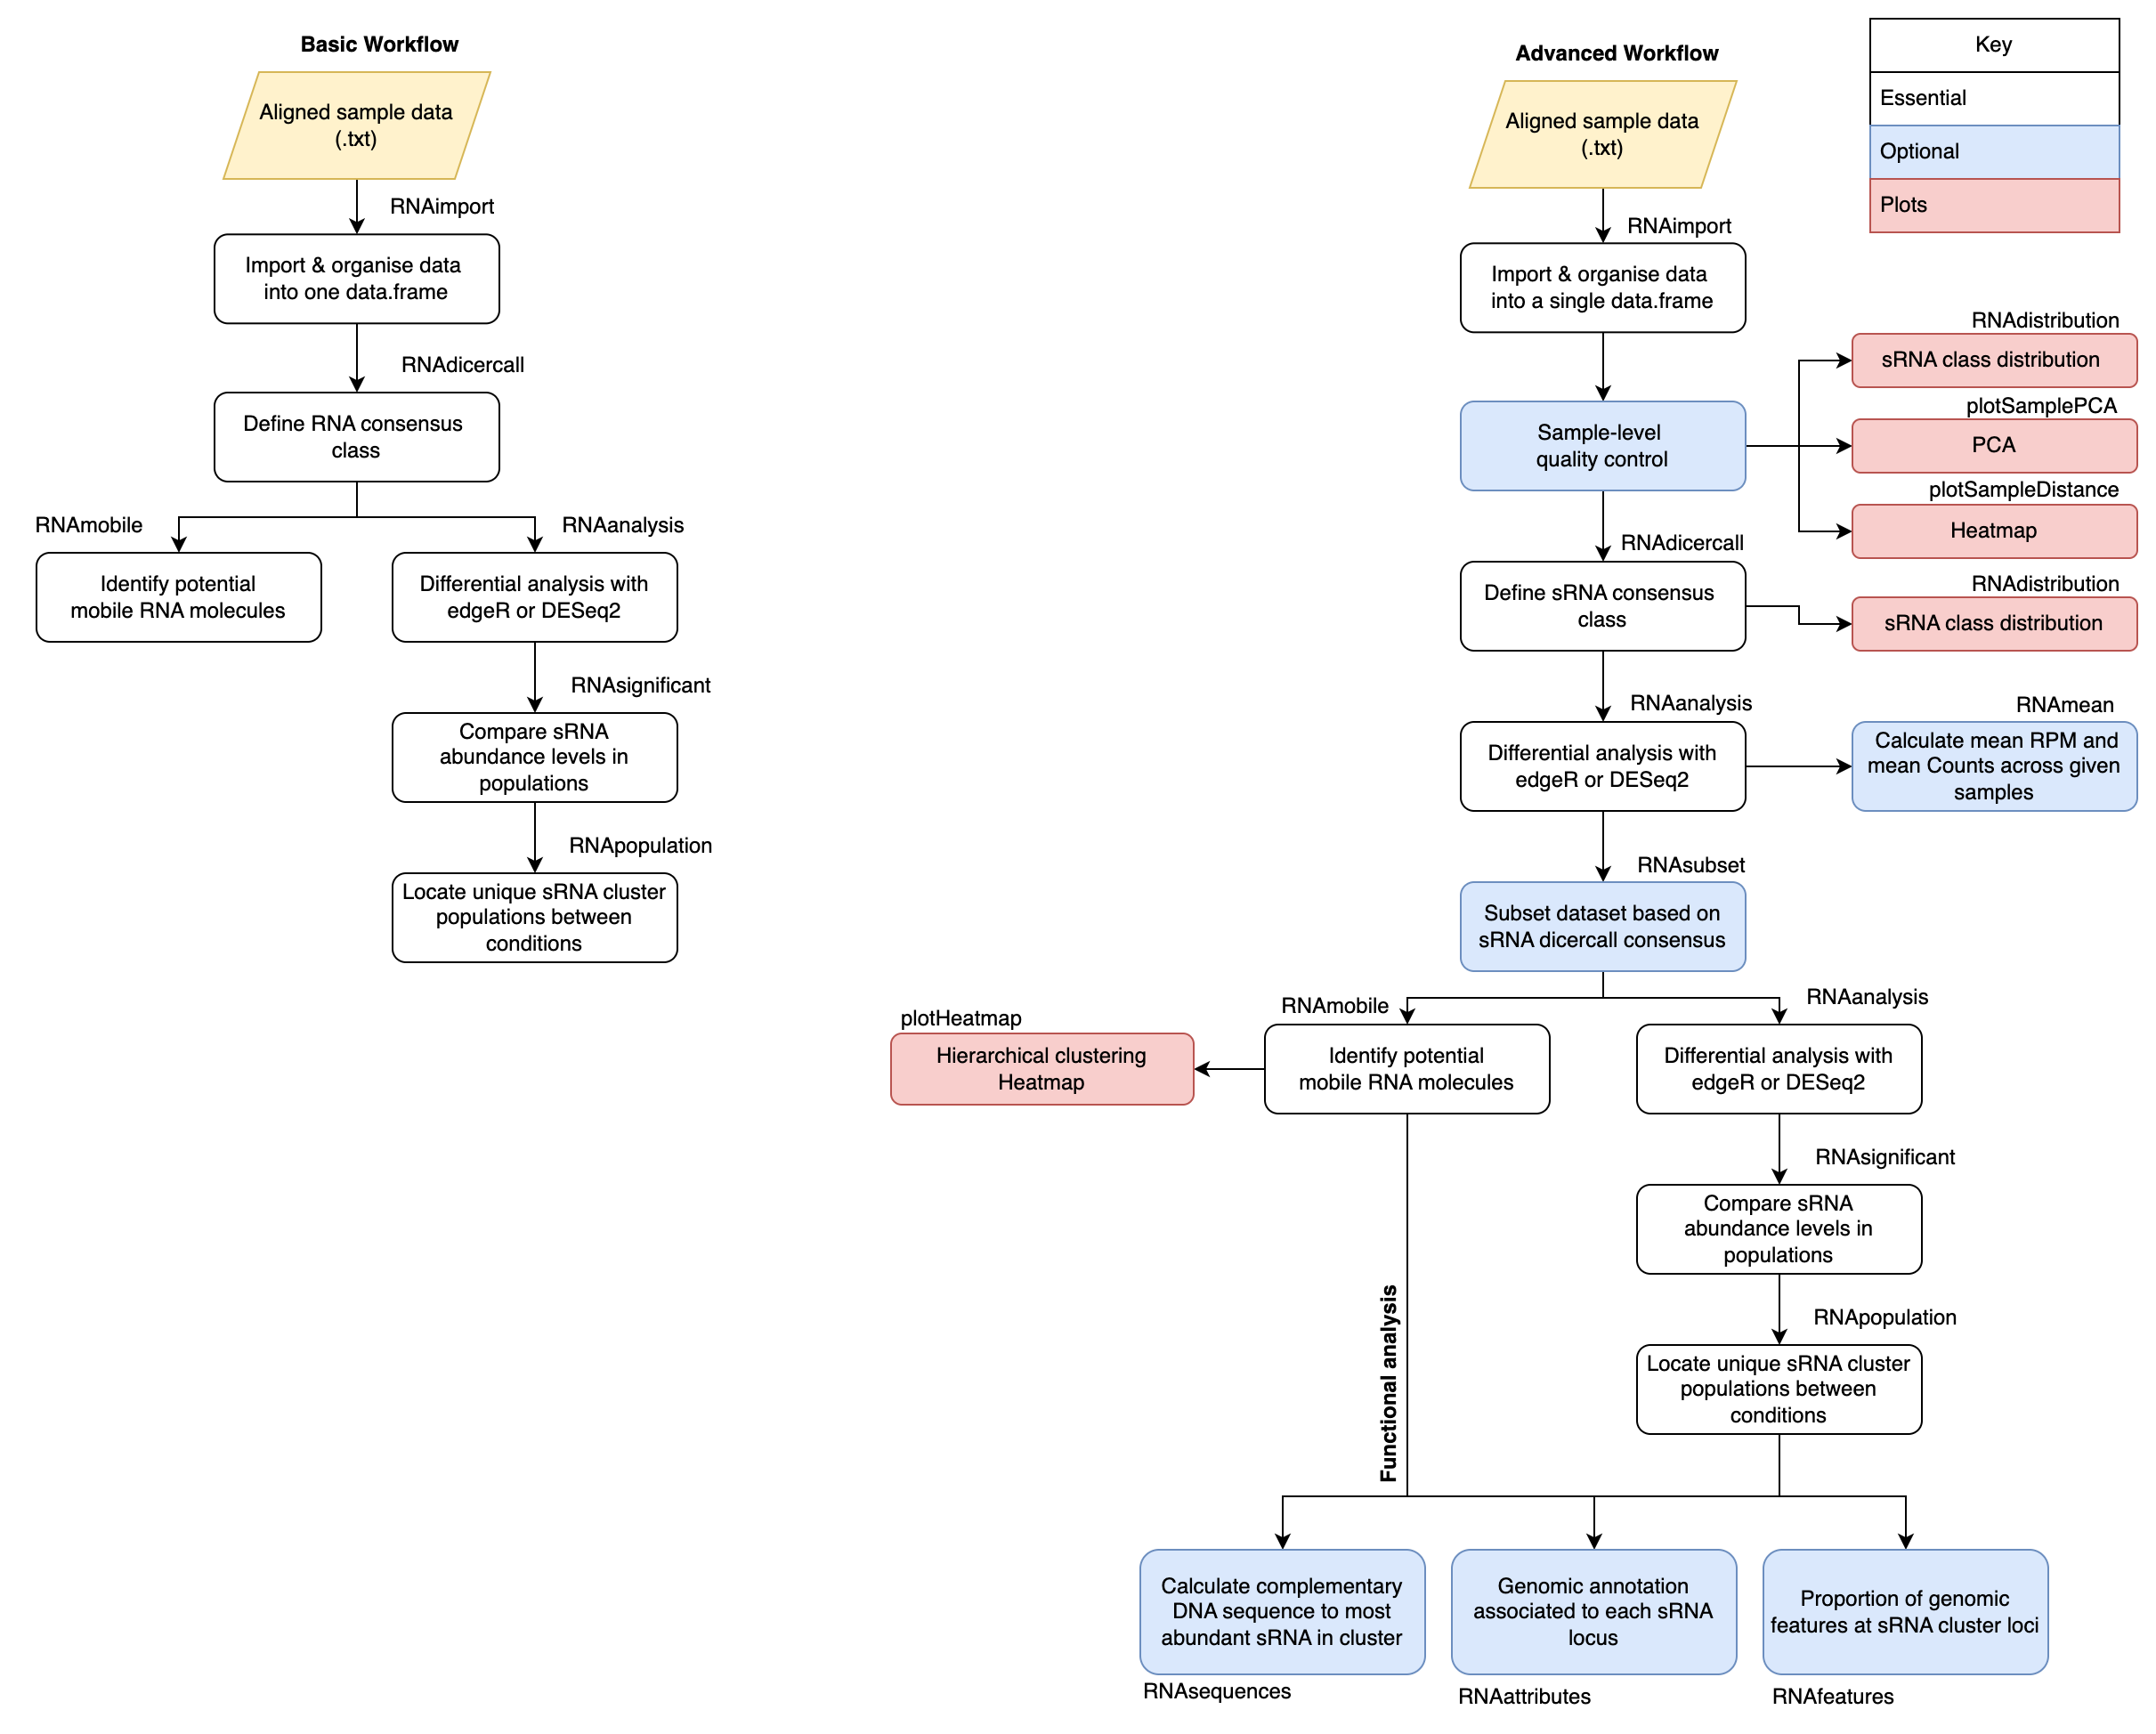 Basic Workflow
Aligned sample data
(.txt)
RNAimport
Import & organise data
into one data.frame
RNAdicercall
Define RNA consensus
class
RNAmobile
RNAanalysis
Identify potential
mobile RNA molecules
Differential analysis with
edgeR or DESeq2
RNAsignificant
Compare sRNA
abundance levels in
populations
RNApopulation
Locate unique sRNA cluster
populations between
conditions
Advanced Workflow
Aligned sample data
(.txt)
RNAimport
Import & organise data
into a single data.frame
Key
Essential
Optional
Plots
Sample-level
quality control
RNAdistribution
sRNA class distribution
plotSamplePCA
PCA
plotSampleDistance
Heatmap
RNAdicercall
Define sRNA consensus
class
RNAdistribution
sRNA class distribution
RNAanalysis
Differential analysis with
edgeR or DESeq2
RNAmean
Calculate mean RPM and
mean Counts across given
samples
RNAsubset
Subset dataset based on
sRNA dicercall consensus
RNAmobile
RNAanalysis
plotHeatmap
Hierarchical clustering
Heatmap
Identify potential
mobile RNA molecules
Differential analysis with
edgeR or DESeq2
RNAsignificant
Compare sRNA
abundance levels in
populations
RNApopulation
Locate unique sRNA cluster
populations between
conditions
Functional analysis
Calculate complementary
DNA sequence to most
abundant sRNA in cluster
RNAsequences
Genomic annotation
associated to each sRNA
locus
RNAattributes
Proportion of genomic
features at sRNA cluster loci
RNAfeatures